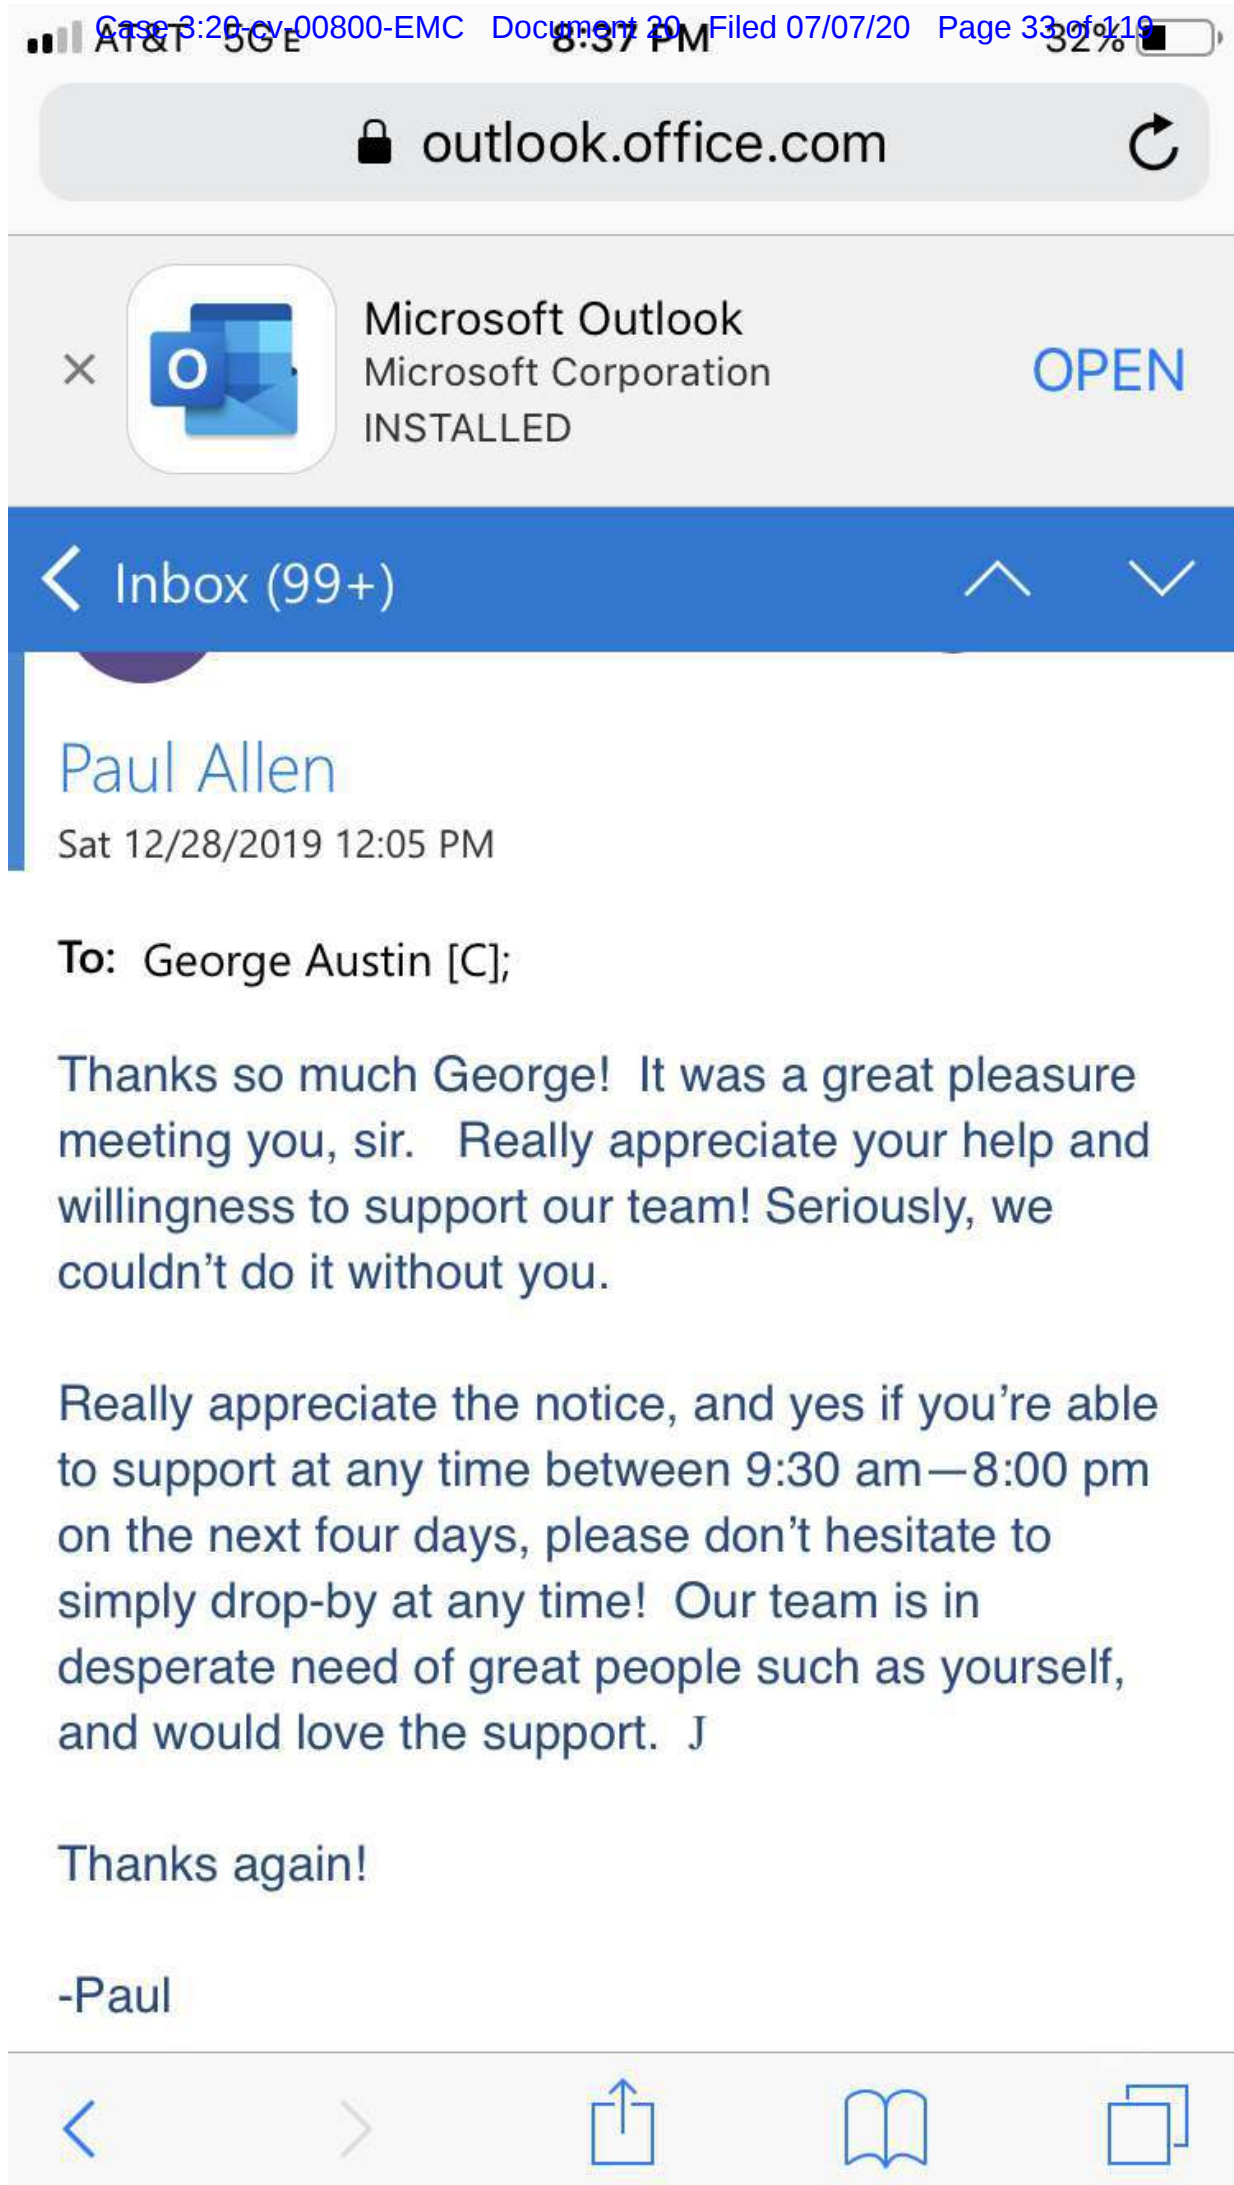 Case 3:20-cv-00800-EMC Document 20 Filed 07/07/20 Page 33 of 119
AT&T 5G E 8:37 PM 32%
outlook.office.com
Microsoft Outlook
Microsoft Corporation
INSTALLED
OPEN
Inbox (99+)
Paul Allen
Sat 12/28/2019 12:05 PM
To: George Austin [C];
Thanks so much George! It was a great pleasure
meeting you, sir. Really appreciate your help and
willingness to support our team! Seriously, we
couldn’t do it without you.
Really appreciate the notice, and yes if you’re able
to support at any time between 9:30 am—8:00 pm
on the next four days, please don’t hesitate to
simply drop-by at any time! Our team is in
desperate need of great people such as yourself,
and would love the support. J
Thanks again!
-Paul